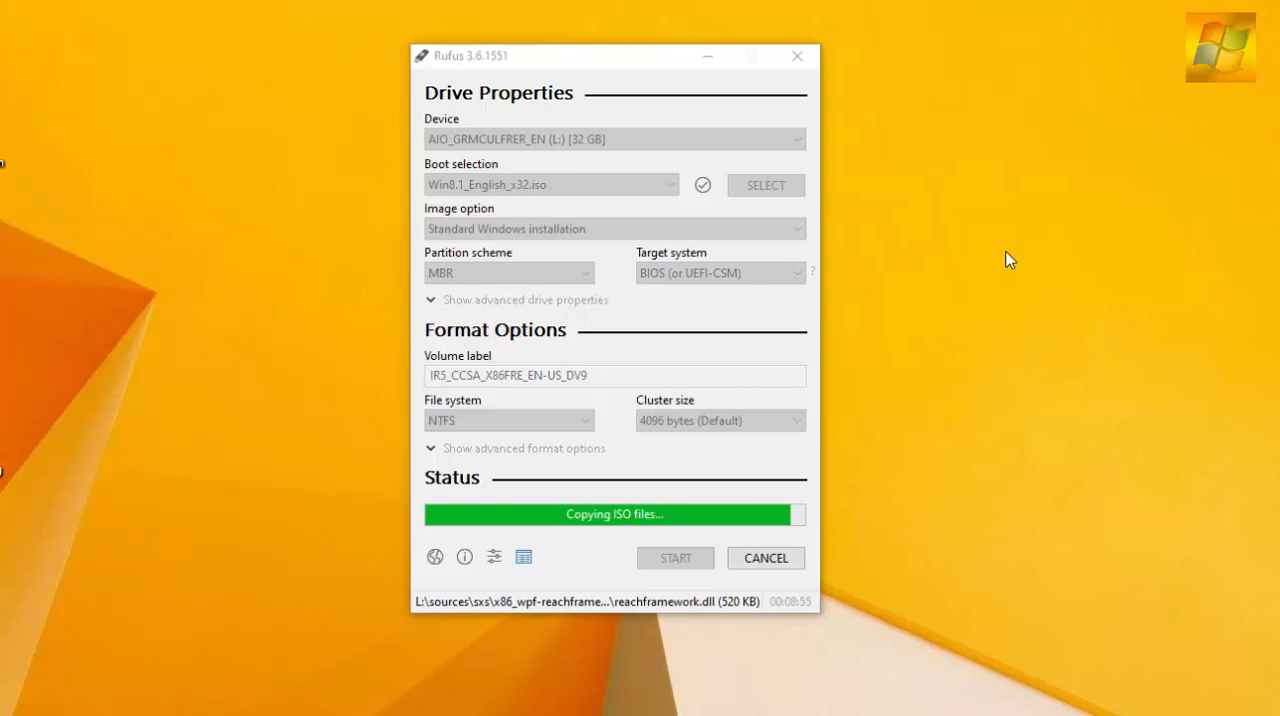 Rufus 3.6.1551
Drive Properties
Device
AIO_GRMCULFRER_EN (L:) [32 GB]
Boot selection
Win8.1_English_x32.iso
SELECT
Image option
Standard Windows installation
Partition scheme
Target system
MBR
BIOS (or UEFI-CSM)
?
Show advanced drive properties
Format Options
Volume label
IR5_CCSA_X86FRE_EN-US_DV9
File system
Cluster size
NTFS
4096 bytes (Default)
Show advanced format options
Status
Copying ISO files...
START
CANCEL
L:\sources\sxs\x86_wpf-reachframe...\reachframework.dll (520 KB)
00:08:55